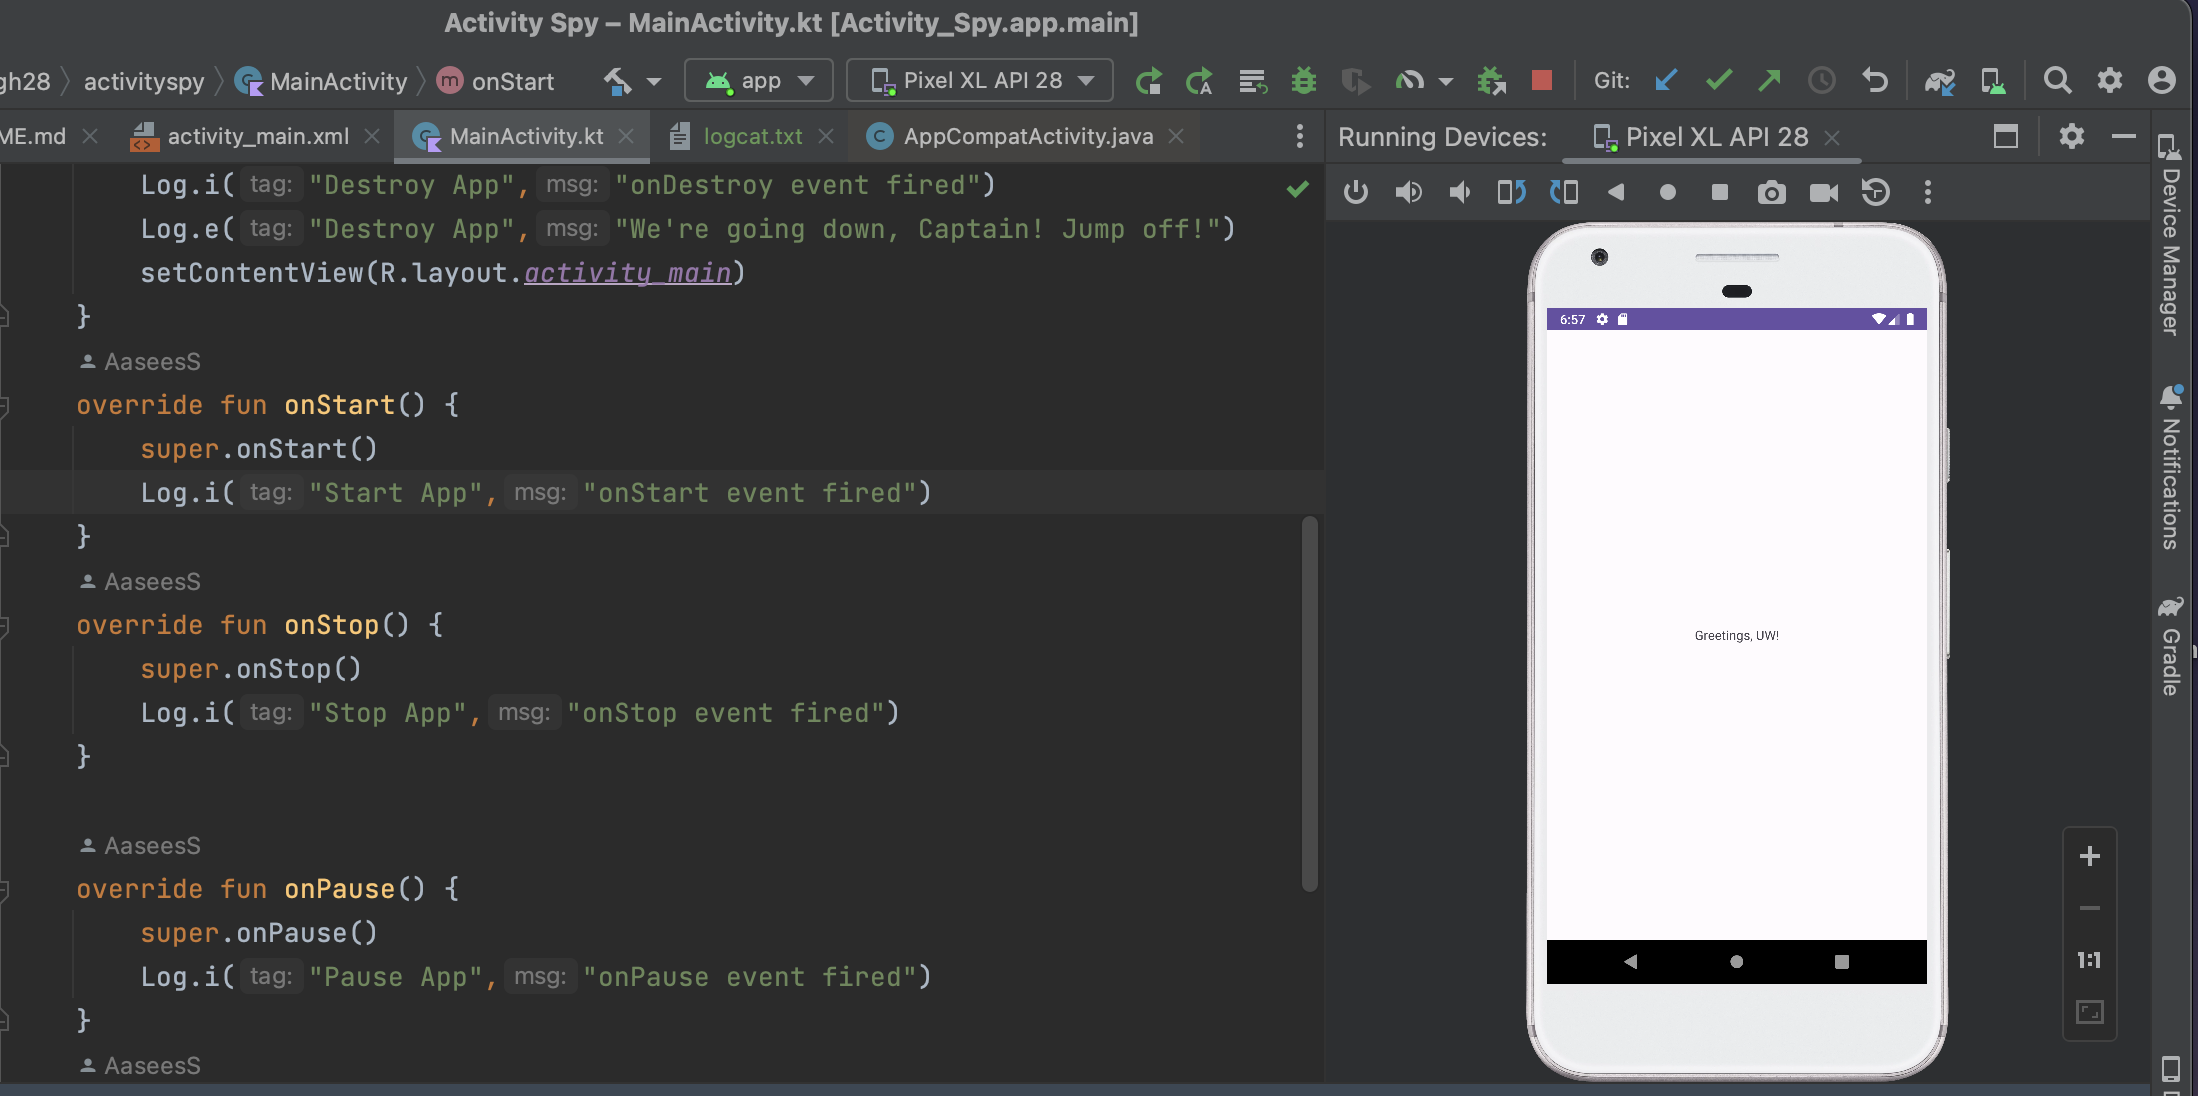 Activity Spy – MainActivity.kt [Activity_Spy.app.main]
gh28 activityspy MainActivity onStart app Pixel XL API 28 Git:
ME.md activity_main.xml MainActivity.kt logcat.txt AppCompatActivity.java
Running Devices: Pixel XL API 28
Log.i( tag: "Destroy App", msg: "onDestroy event fired")
Log.e( tag: "Destroy App", msg: "We're going down, Captain! Jump off!")
setContentView(R.layout.activity_main)
}
AaseesS
override fun onStart() {
super.onStart()
Log.i( tag: "Start App", msg: "onStart event fired")
}
AaseesS
override fun onStop() {
super.onStop()
Log.i( tag: "Stop App", msg: "onStop event fired")
}
AaseesS
override fun onPause() {
super.onPause()
Log.i( tag: "Pause App", msg: "onPause event fired")
}
AaseesS
6:57
Greetings, UW!
1:1
Device Manager
Notifications
Gradle